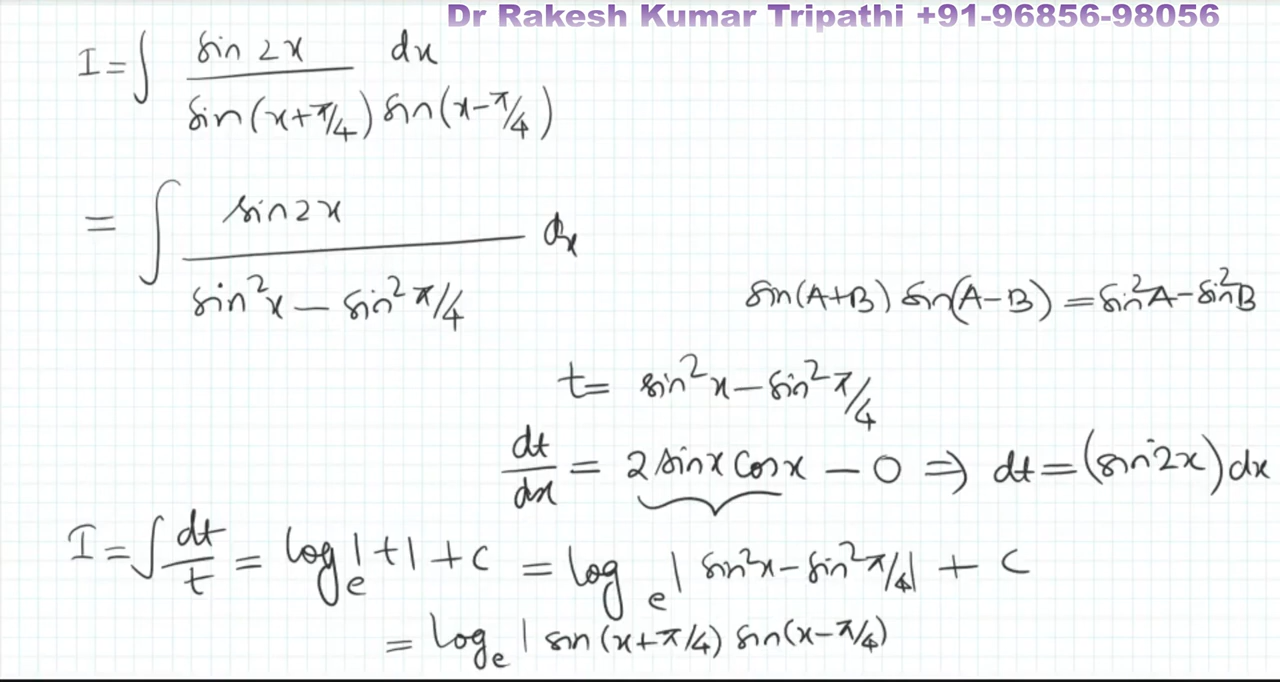 Dr Rakesh Kumar Tripathi +91-96856-98056
I = ∫ sin 2x / sin(x+π/4) sin(x-π/4) dx
= ∫ sin2x / sin²x - sin²π/4 dx
sin(A+B) sin(A-B) = sin²A - sin²B
t = sin²x - sin²π/4
dt/dx = 2 sinx cosx - 0 ⇒ dt = (sin2x) dx
I = ∫ dt/t = logₑ|t| + c = logₑ | sin²x - sin²π/4| + c
= logₑ | sin(x+π/4) sin(x-π/4)